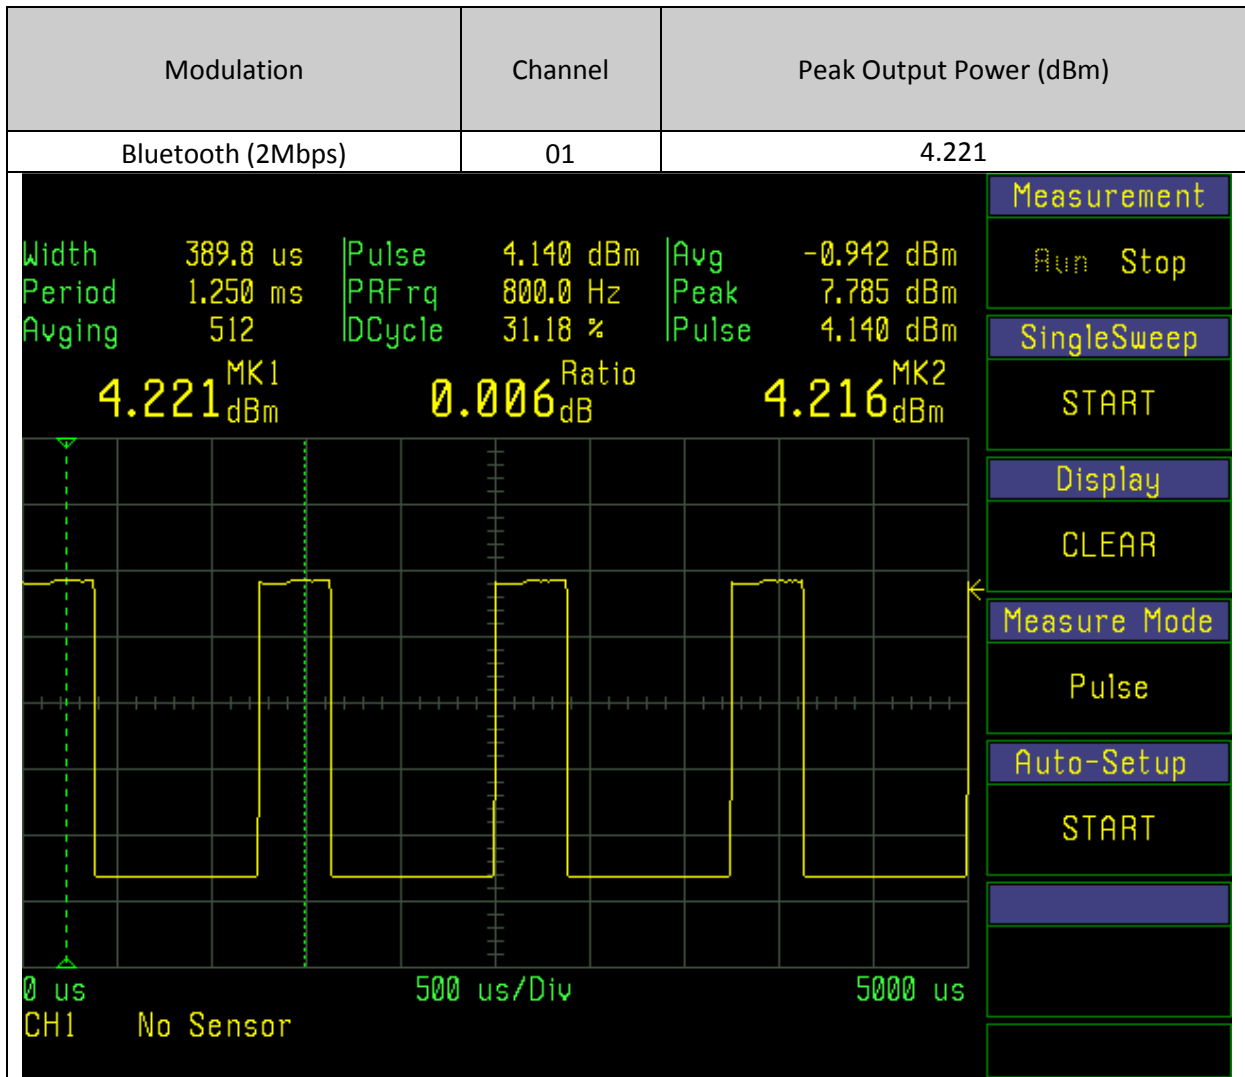 Modulation Channel Peak Output Power (dBm)
Bluetooth (2Mbps) 01 4.221
Measurement
Width 389.8 us Pulse 4.140 dBm Avg -0.942 dBm
Run Stop
Period 1.250 ms PRFrq 800.0 Hz Peak 7.785 dBm
Avging 512 DCycle 31.18 % Pulse 4.140 dBm
SingleSweep
4.221 dBm MK1 0.006 dB Ratio 4.216 dBm MK2
START
Display
CLEAR
Measure Mode
Pulse
Auto-Setup
START
0 us 500 us/Div 5000 us
CH1 No Sensor